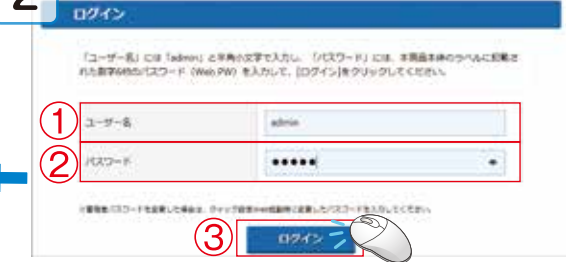 2
ログイン
「ユーザー名」には「admin」と半角小文字で入力し、「パスワード」には、本商品本体のラベルに記載さ
れた数字6桁のパスワード（Web PW）を入力して、[ログイン]をクリックしてください。
① ユーザー名 admin
② パスワード ●●●●●
③ ログイン